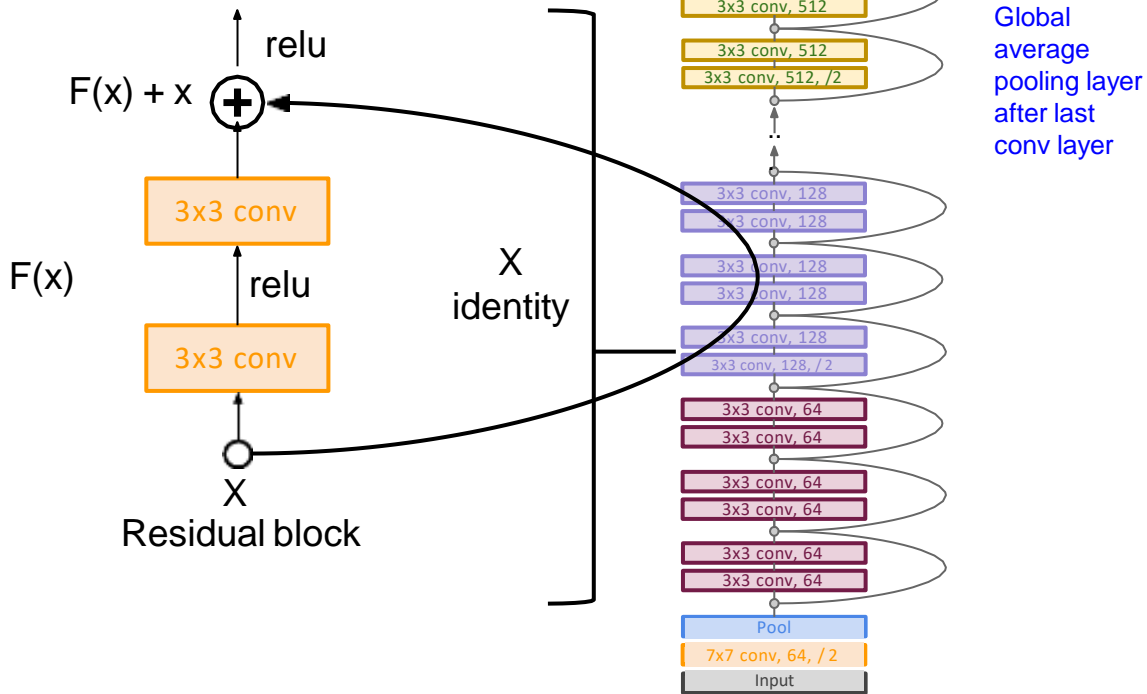 relu
F(x) + x
3x3 conv
F(x)
relu
3x3 conv
X
Residual block
X
identity
3x3 conv, 512
3x3 conv, 512
3x3 conv, 512, /2
..
3x3 conv, 128
3x3 conv, 128
3x3 conv, 128
3x3 conv, 128
3x3 conv, 128
3x3 conv, 128, / 2
3x3 conv, 64
3x3 conv, 64
3x3 conv, 64
3x3 conv, 64
3x3 conv, 64
3x3 conv, 64
Pool
7x7 conv, 64, / 2
Input
Global
average
pooling layer
after last
conv layer